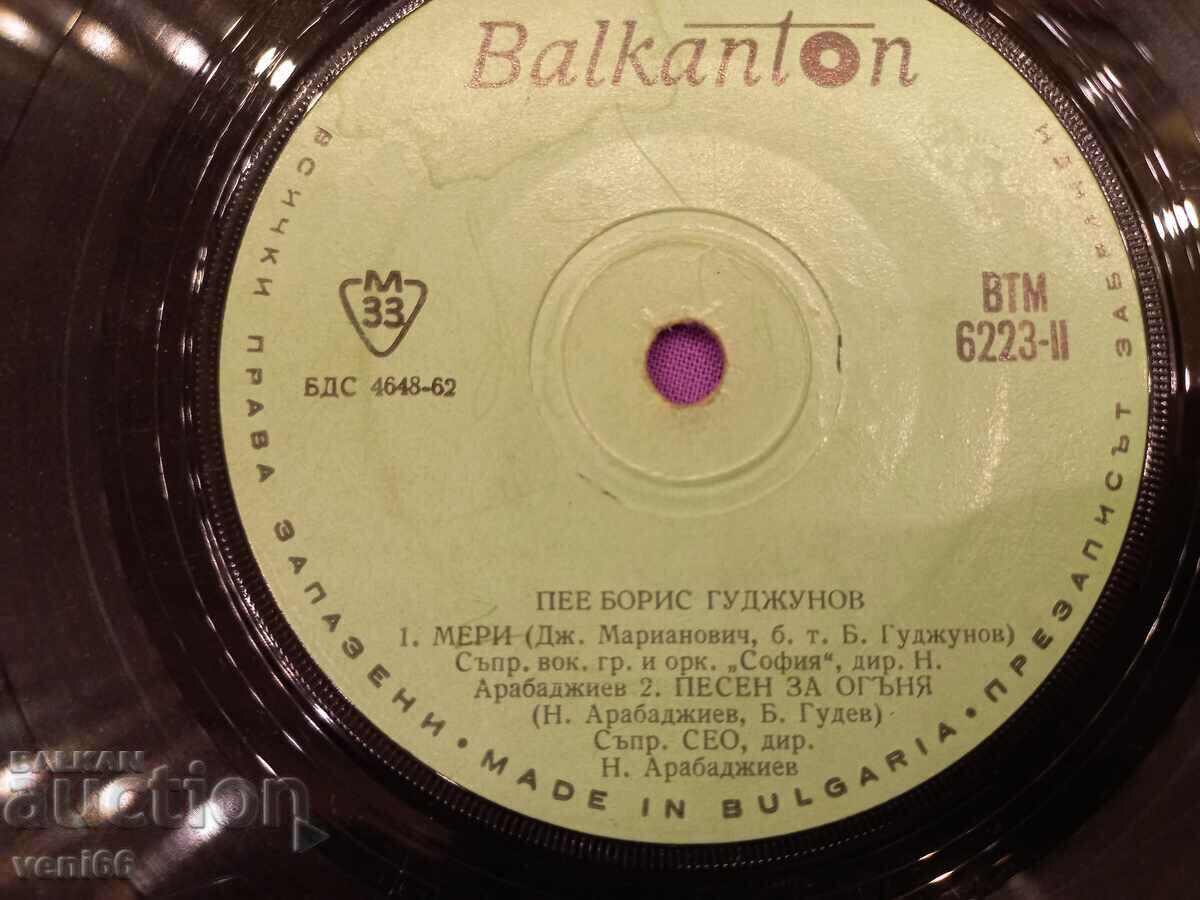 Balkanton
ВСИЧКИ ПРАВА ЗАПАЗЕНИ • MADE IN BULGARIA • ПРЕЗАПИСЪТ ЗАБРАНЕН
М
33
БДС 4648-62
ВТМ
6223-II
ПЕЕ БОРИС ГУДЖУНОВ
1. МЕРИ (Дж. Марианович, б. т. Б. Гуджунов)
Съпр. вок. гр. и орк. „София“, дир. Н.
Арабаджиев 2. ПЕСЕН ЗА ОГЪНЯ
(Н. Арабаджиев, Б. Гудев)
Съпр. СЕО, дир.
Н. Арабаджиев
BALKAN
auction
veni66